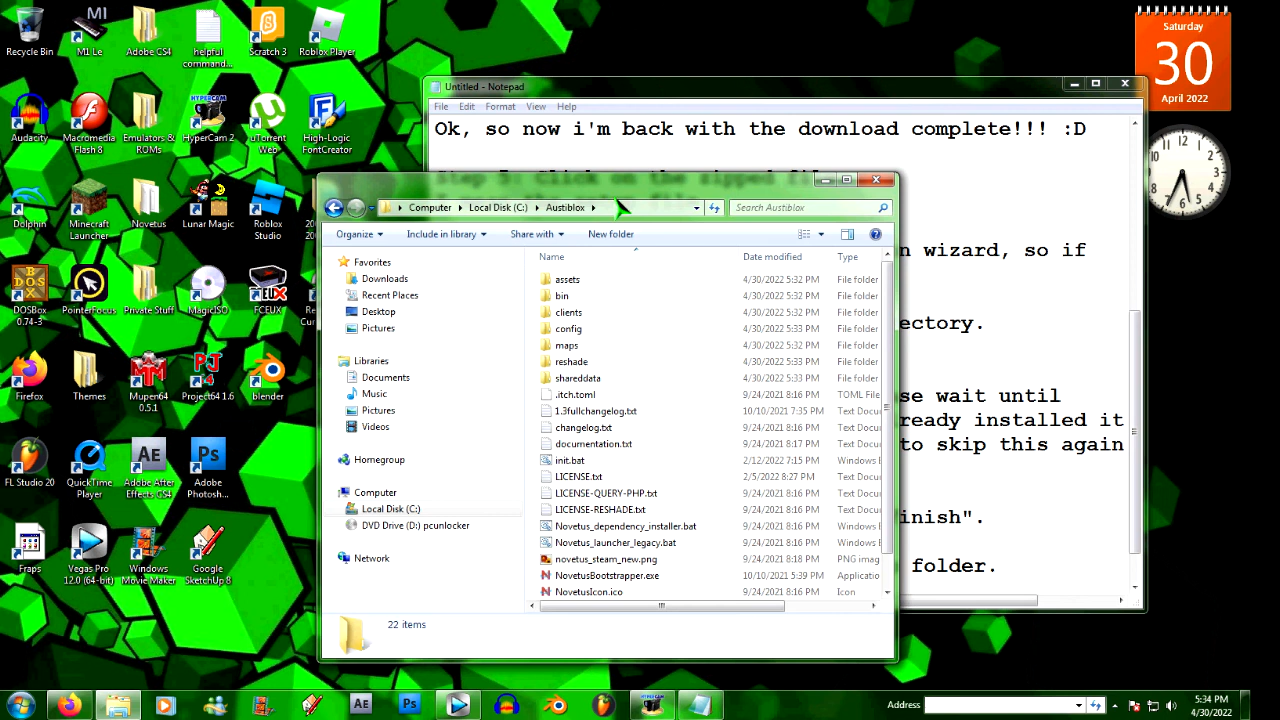 Recycle Bin
M1 Le
Adobe CS4
helpful
command...
Scratch 3
Roblox Player
Audacity
Macromedia
Flash 8
Emulators &
ROMs
HyperCam 2
uTorrent
Web
High-Logic
FontCreator
Dolphin
Minecraft
Launcher
Novetus
Lunar Magic
Roblox
Studio
DOSBox
0.74-3
PointerFocus
Private Stuff
MagicISO
FCEUX
Firefox
Themes
Mupen64
0.5.1
Project64 1.6
blender
FL Studio 20
QuickTime
Player
Adobe After
Effects CS4
Adobe
Photosh...
Fraps
Vegas Pro
12.0 (64-bit)
Windows
Movie Maker
Google
SketchUp 8
Saturday
30
April 2022
Untitled - Notepad
File Edit Format View Help
Ok, so now i'm back with the download complete!!! :D
n wizard, so if
ectory.
se wait until
ready installed it
to skip this again
inish".
folder.
Computer Local Disk (C:) Austiblox
Search Austiblox
Organize Include in library Share with New folder
Favorites
Downloads
Recent Places
Desktop
Pictures
Libraries
Documents
Music
Pictures
Videos
Homegroup
Computer
Local Disk (C:)
DVD Drive (D:) pcunlocker
Network
Name Date modified Type
assets 4/30/2022 5:32 PM File folder
bin 4/30/2022 5:32 PM File folder
clients 4/30/2022 5:32 PM File folder
config 4/30/2022 5:33 PM File folder
maps 4/30/2022 5:32 PM File folder
reshade 4/30/2022 5:33 PM File folder
shareddata 4/30/2022 5:33 PM File folder
.itch.toml 9/24/2021 8:16 PM TOML File
1.3fullchangelog.txt 10/10/2021 7:35 PM Text Docu
changelog.txt 9/24/2021 8:16 PM Text Docu
documentation.txt 9/24/2021 8:17 PM Text Docu
init.bat 2/12/2022 7:15 PM Windows B
LICENSE.txt 2/5/2022 8:27 PM Text Docu
LICENSE-QUERY-PHP.txt 9/24/2021 8:16 PM Text Docu
LICENSE-RESHADE.txt 9/24/2021 8:16 PM Text Docu
Novetus_dependency_installer.bat 9/24/2021 8:16 PM Windows B
Novetus_launcher_legacy.bat 9/24/2021 8:16 PM Windows B
novetus_steam_new.png 9/24/2021 8:18 PM PNG imag
NovetusBootstrapper.exe 10/10/2021 5:39 PM Applicatio
NovetusIcon.ico 9/24/2021 8:16 PM Icon
22 items
Address
5:34 PM
4/30/2022